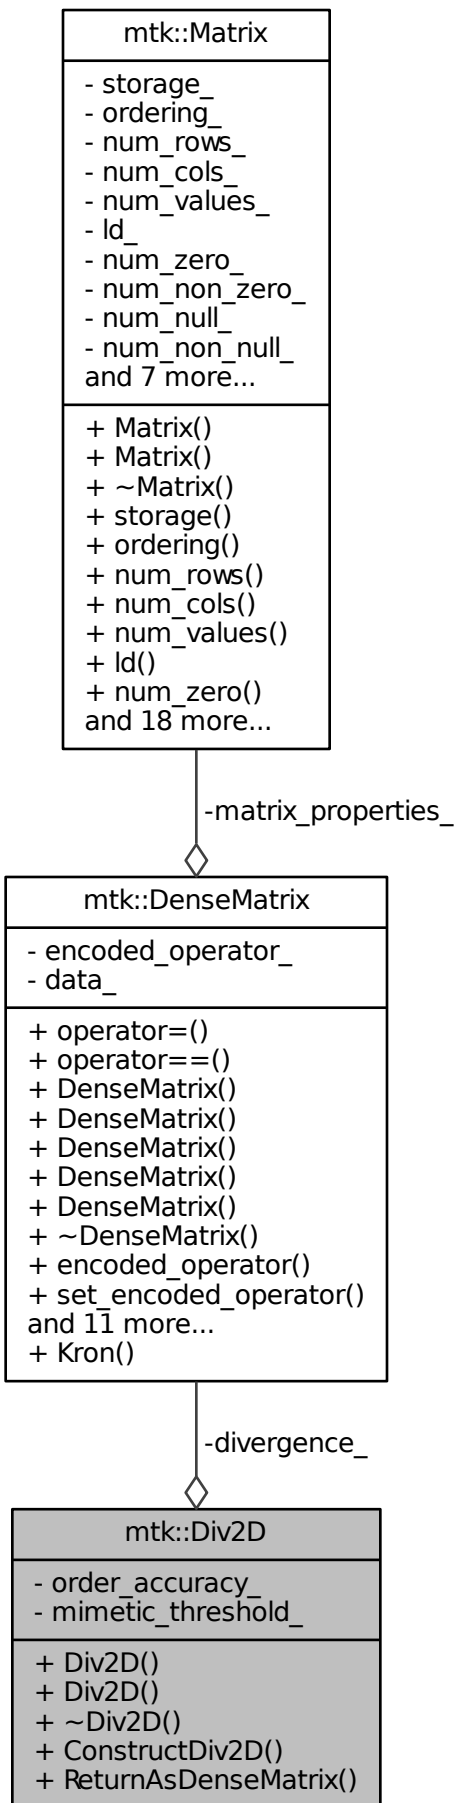 mtk::Matrix
- storage_
- ordering_
- num_rows_
- num_cols_
- num_values_
- ld_
- num_zero_
- num_non_zero_
- num_null_
- num_non_null_
and 7 more...
+ Matrix()
+ Matrix()
+ ~Matrix()
+ storage()
+ ordering()
+ num_rows()
+ num_cols()
+ num_values()
+ ld()
+ num_zero()
and 18 more...
-matrix_properties_
mtk::DenseMatrix
- encoded_operator_
- data_
+ operator=()
+ operator==()
+ DenseMatrix()
+ DenseMatrix()
+ DenseMatrix()
+ DenseMatrix()
+ DenseMatrix()
+ ~DenseMatrix()
+ encoded_operator()
+ set_encoded_operator()
and 11 more...
+ Kron()
-divergence_
mtk::Div2D
- order_accuracy_
- mimetic_threshold_
+ Div2D()
+ Div2D()
+ ~Div2D()
+ ConstructDiv2D()
+ ReturnAsDenseMatrix()